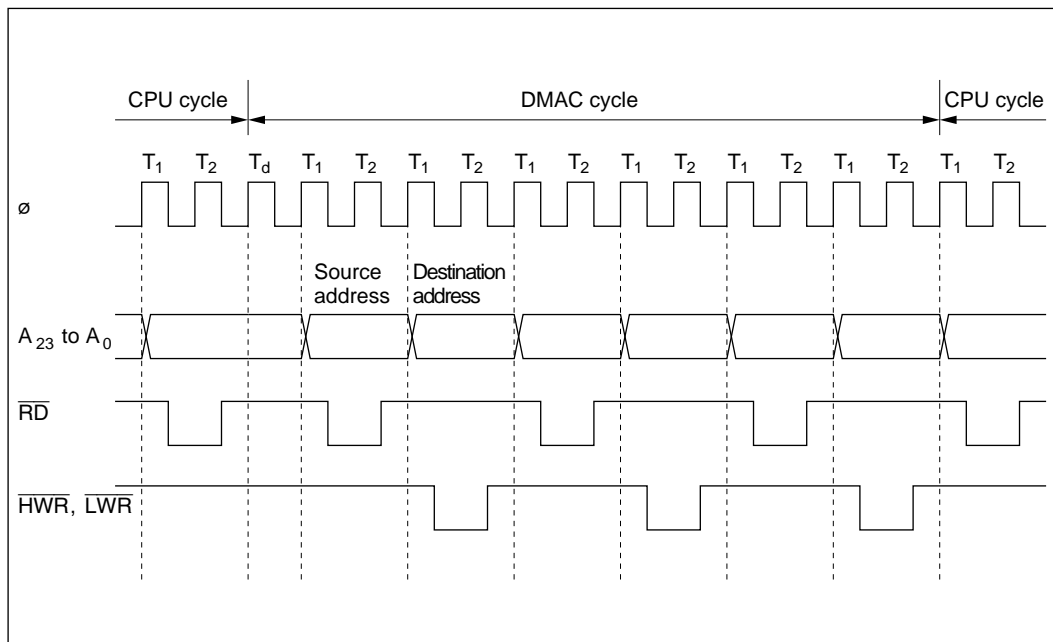 CPU cycle DMAC cycle CPU cycle
T1 T2 Td T1 T2 T1 T2 T1 T2 T1 T2 T1 T2 T1 T2 T1 T2
ø
Source address Destination address
A23 to A0
RD
HWR, LWR